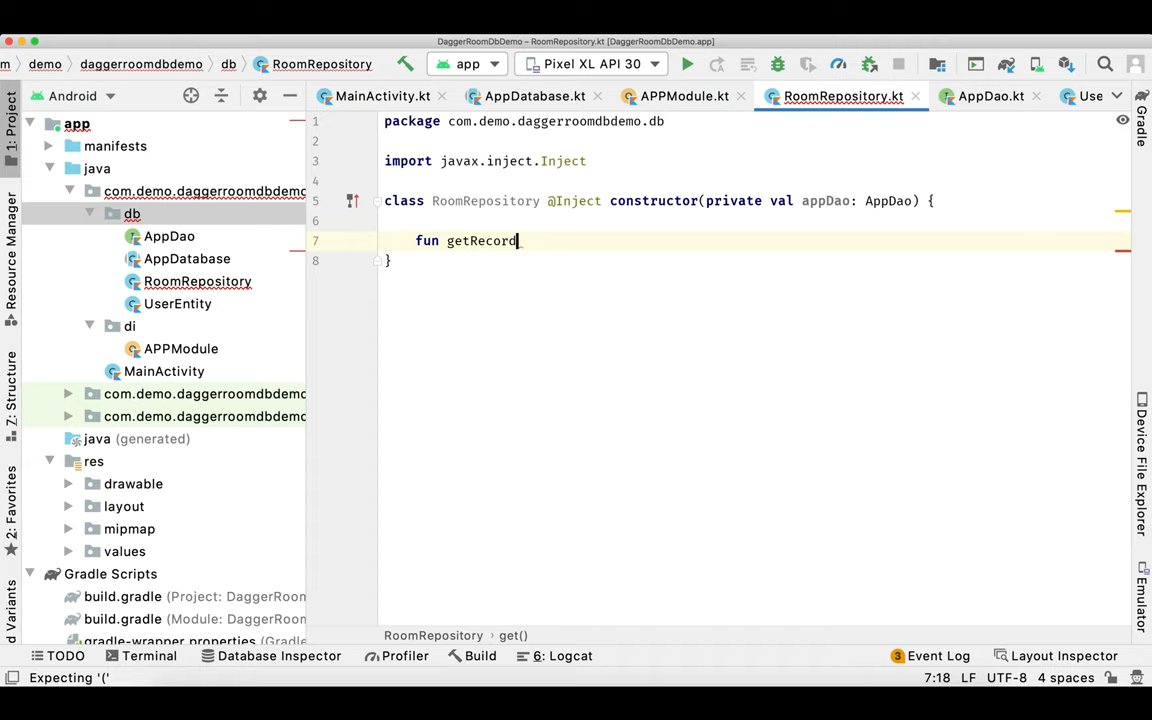 DaggerRoomDbDemo – RoomRepository.kt [DaggerRoomDbDemo.app]
m demo daggerroomdbdemo db RoomRepository app Pixel XL API 30
Android MainActivity.kt AppDatabase.kt APPModule.kt RoomRepository.kt AppDao.kt Use
1: Project
Resource Manager
Z: Structure
2: Favorites
d Variants
app
manifests
java
com.demo.daggerroomdbdemo
db
AppDao
AppDatabase
RoomRepository
UserEntity
di
APPModule
MainActivity
com.demo.daggerroomdbdemo
com.demo.daggerroomdbdemo
java (generated)
res
drawable
layout
mipmap
values
Gradle Scripts
build.gradle (Project: DaggerRoom
build.gradle (Module: DaggerRoom
gradle-wrapper.properties (Gradle
1 package com.demo.daggerroomdbdemo.db
2
3 import javax.inject.Inject
4
5 class RoomRepository @Inject constructor(private val appDao: AppDao) {
6
7 fun getRecord
8 }
Gradle
Device File Explorer
Emulator
RoomRepository › get()
TODO Terminal Database Inspector Profiler Build 6: Logcat 3 Event Log Layout Inspector
Expecting '(' 7:18 LF UTF-8 4 spaces